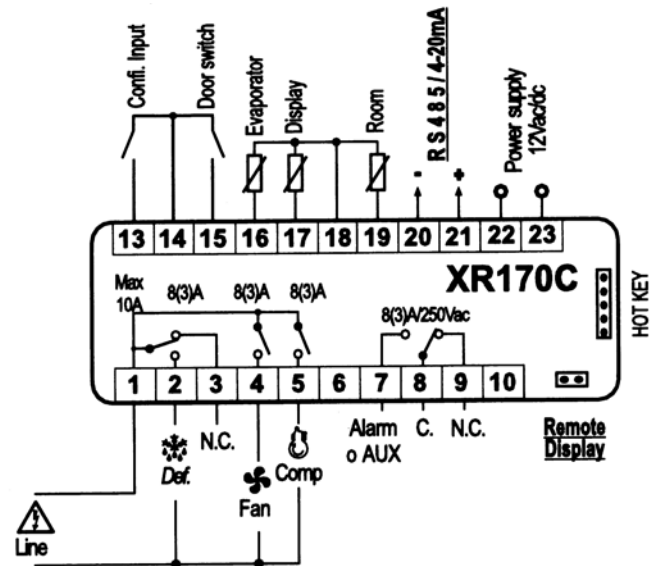 Confi. Input
Door switch
Evaporator
Display
Room
RS485/4-20mA
Power supply
12Vac/dc
- +
13 14 15 16 17 18 19 20 21 22 23
XR170C
HOT KEY
Max
10A
8(3)A 8(3)A 8(3)A
8(3)A/250Vac
1 2 3 4 5 6 7 8 9 10
Def.
N.C.
Fan
Comp
Alarm
o AUX
C.
N.C.
Remote
Display
Line